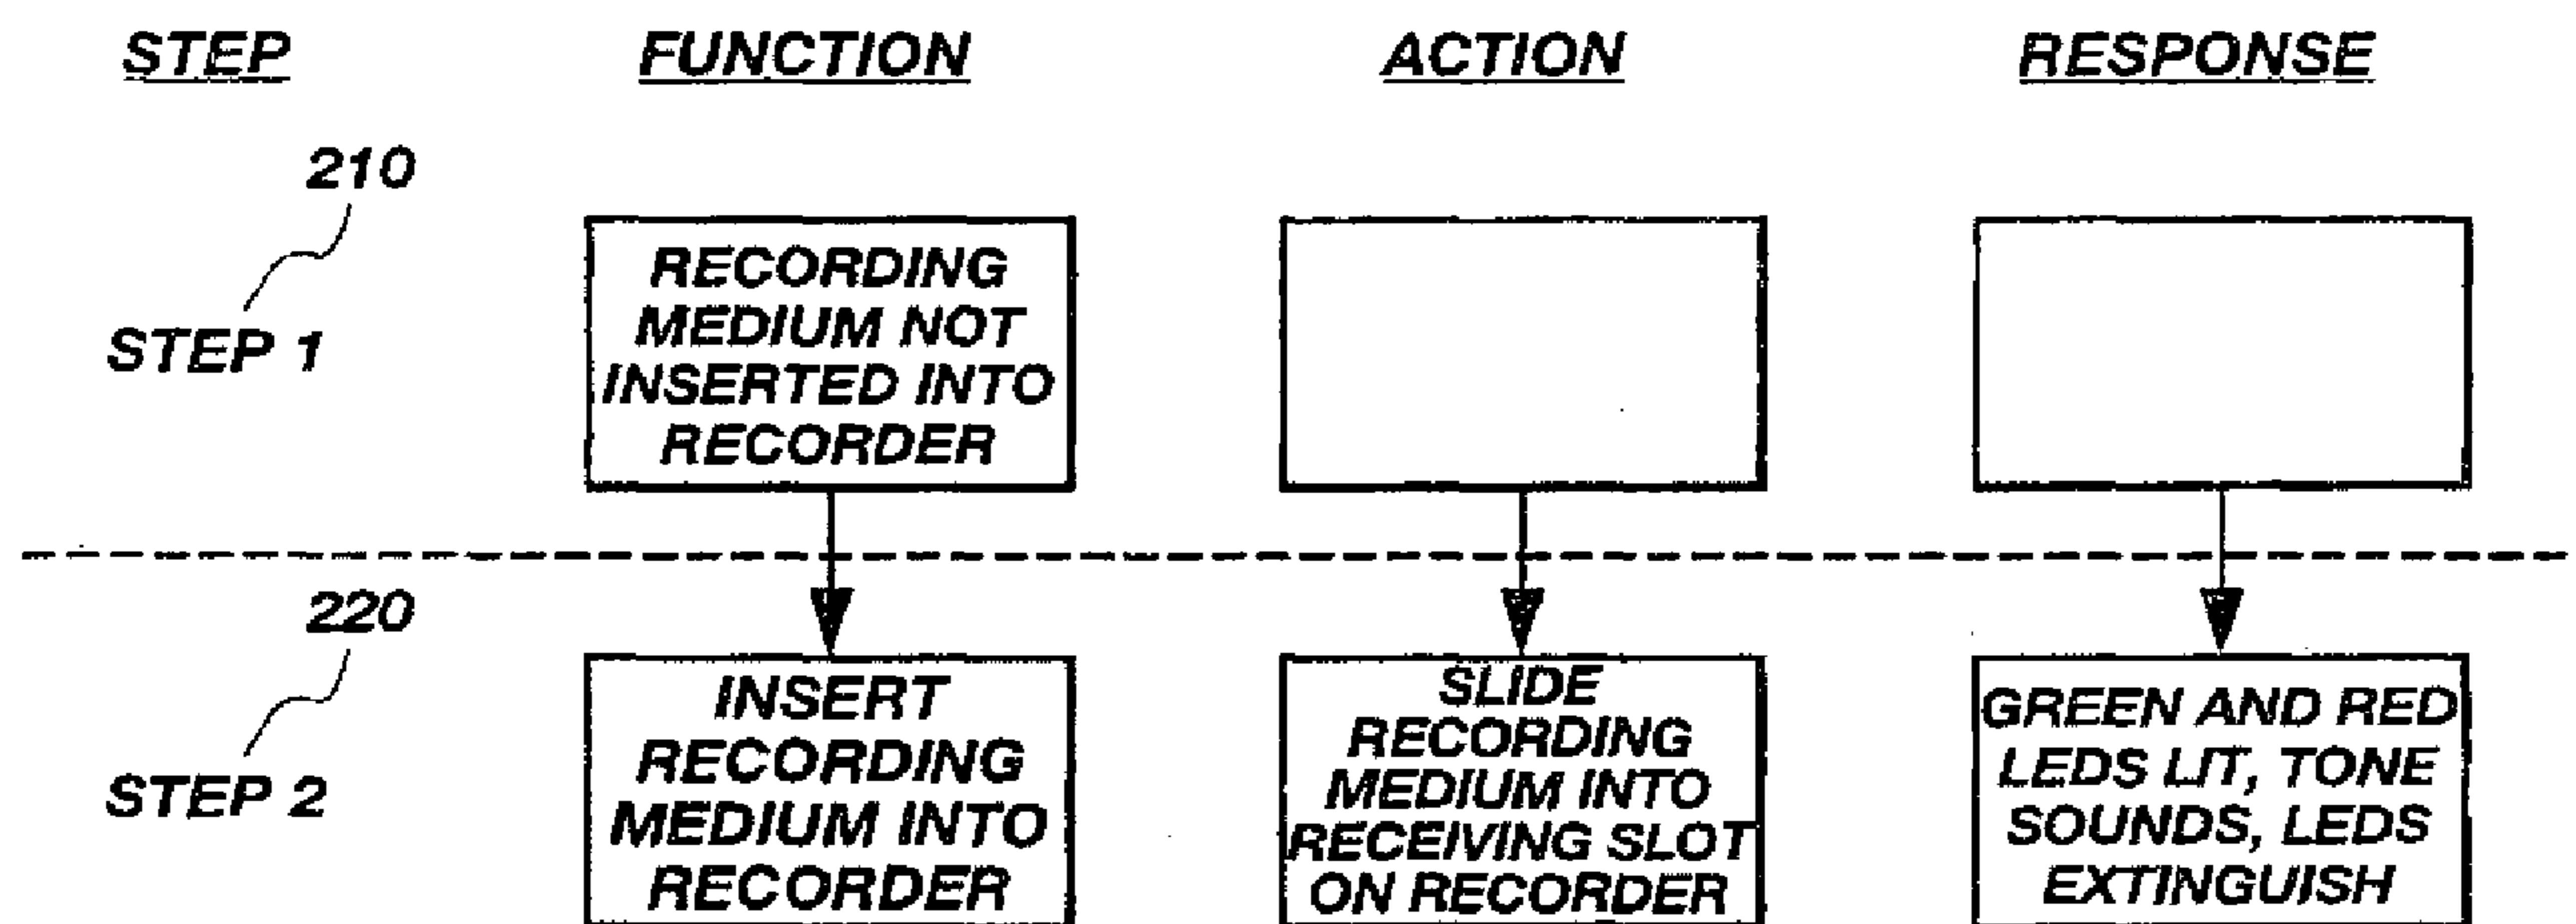 STEP FUNCTION ACTION RESPONSE
210
STEP 1
RECORDING
MEDIUM NOT
INSERTED INTO
RECORDER
220
STEP 2
INSERT
RECORDING
MEDIUM INTO
RECORDER
SLIDE
RECORDING
MEDIUM INTO
RECEIVING SLOT
ON RECORDER
GREEN AND RED
LEDS LIT, TONE
SOUNDS, LEDS
EXTINGUISH